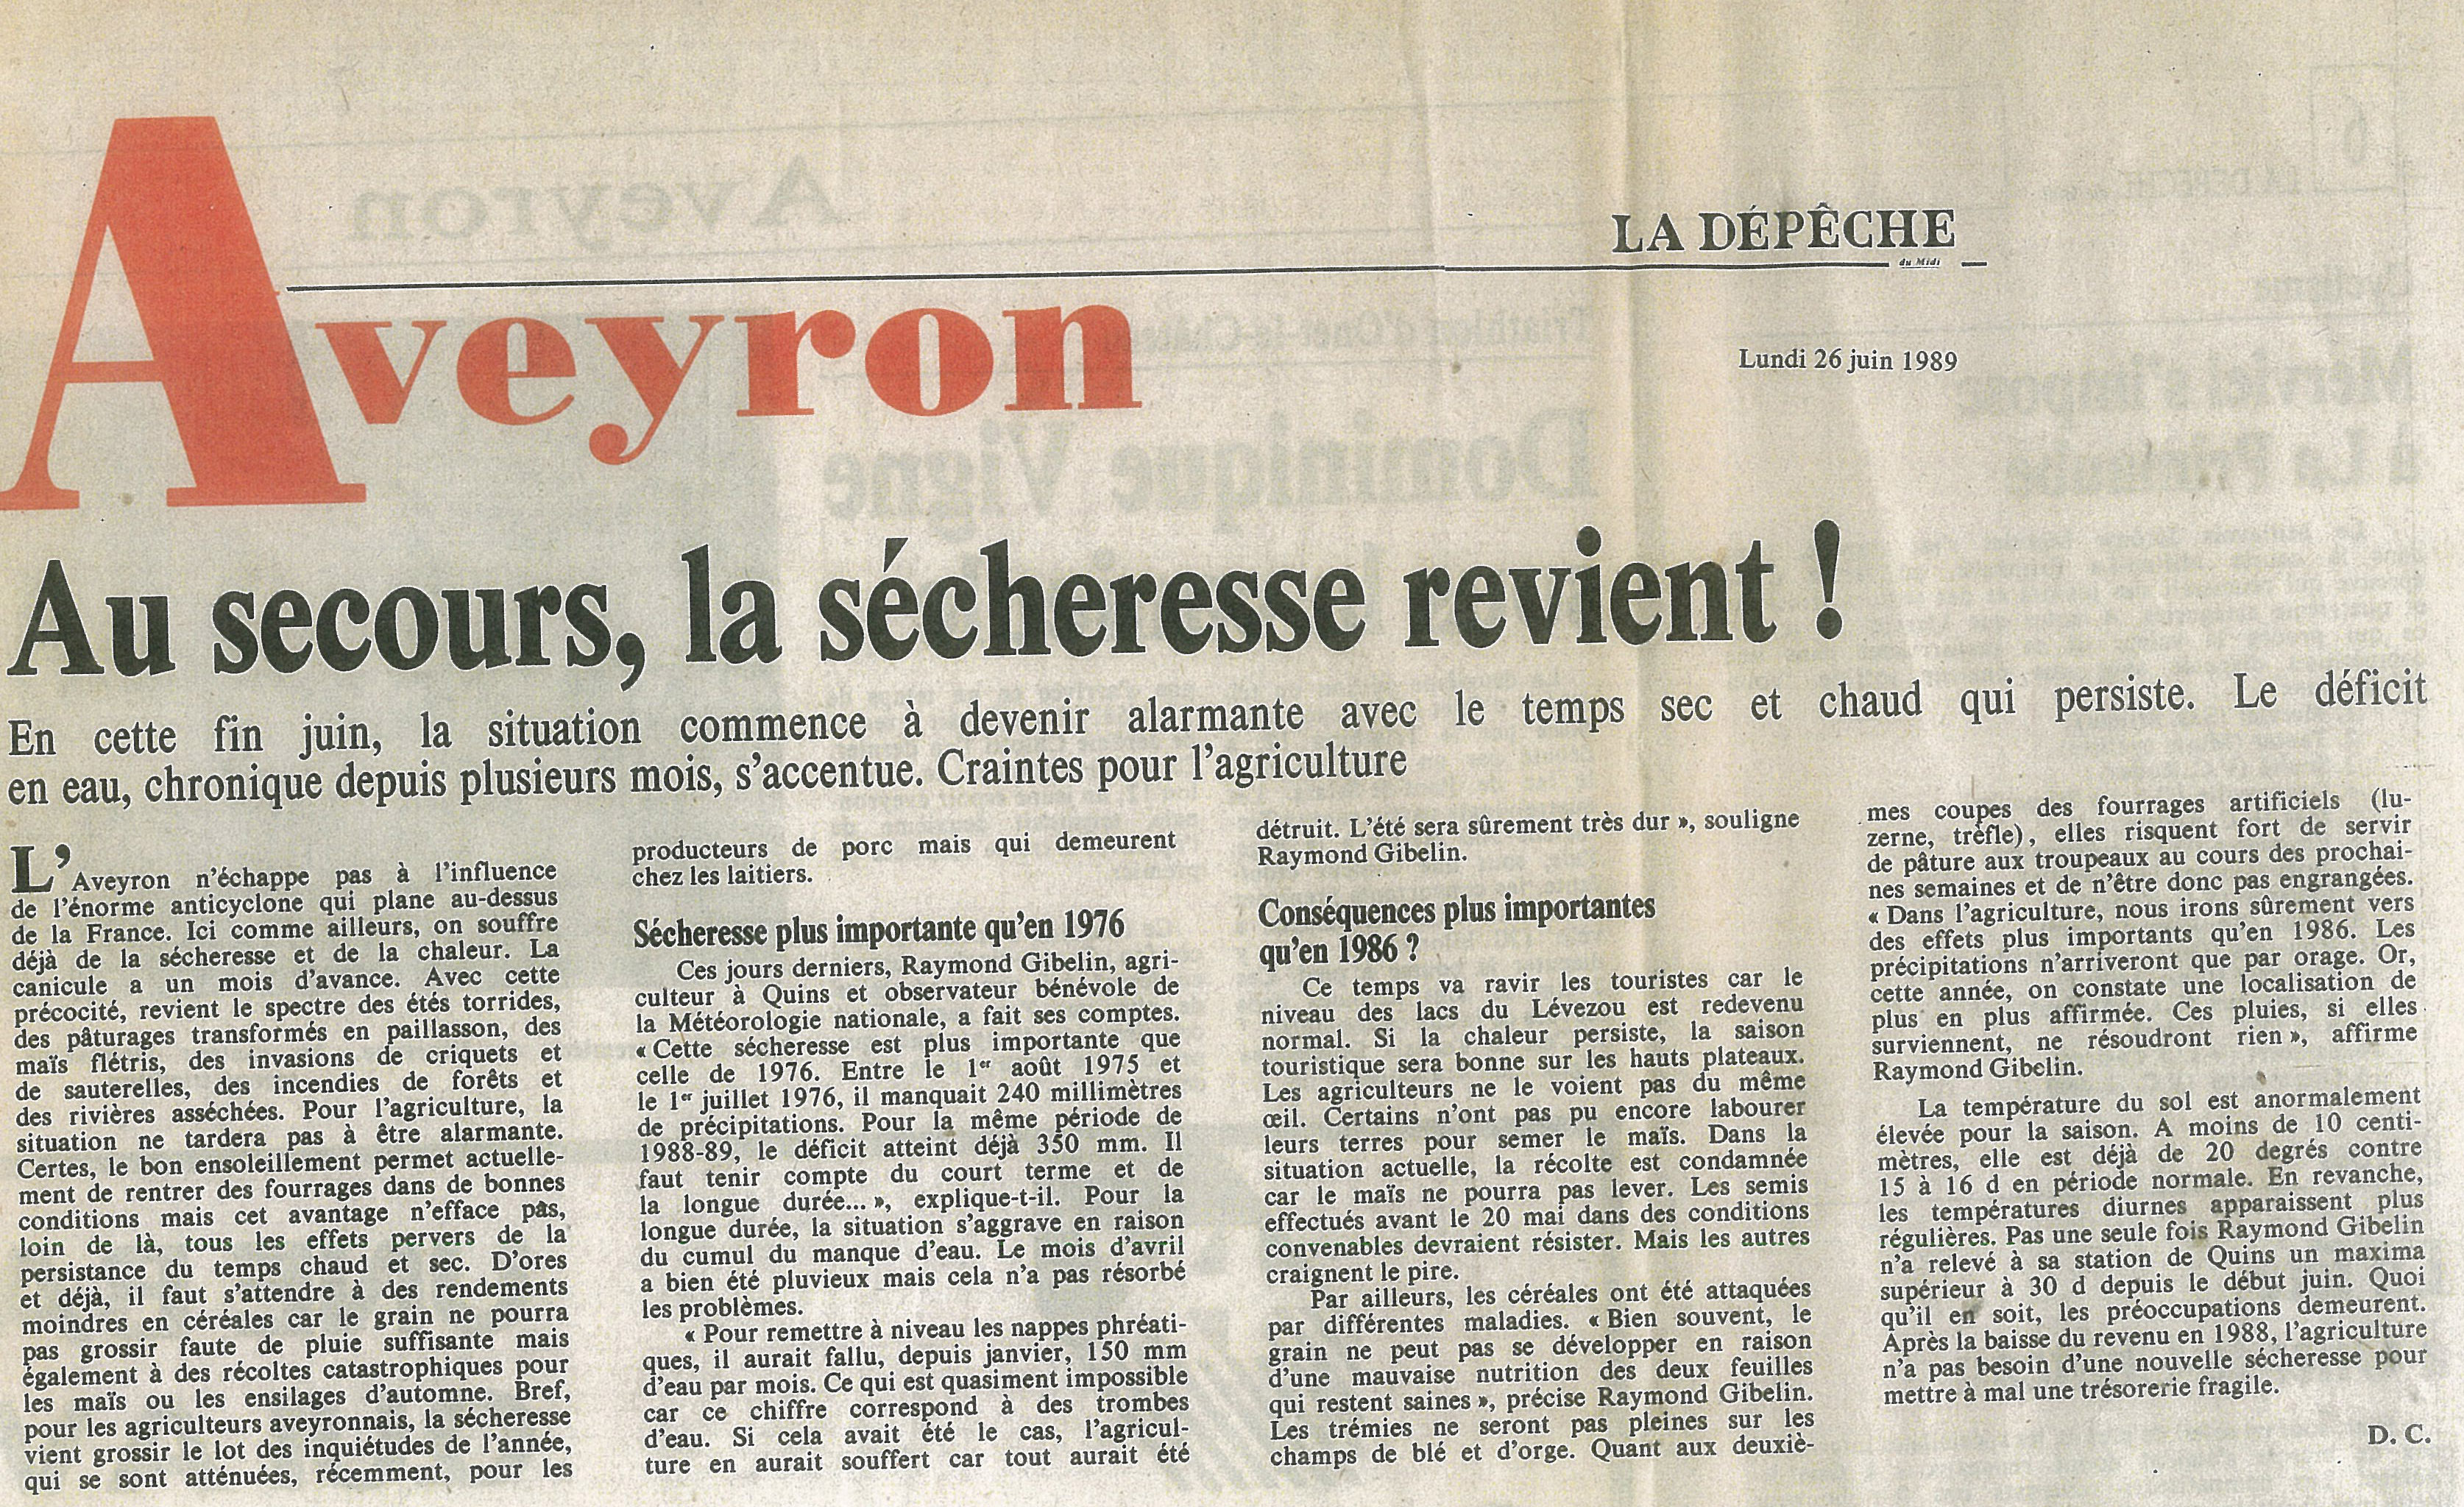 Aveyron
LA DÉPÊCHE
du Midi
Lundi 26 juin 1989
Au secours, la sécheresse revient !
En cette fin juin, la situation commence à devenir alarmante avec le temps sec et chaud qui persiste. Le déficit
en eau, chronique depuis plusieurs mois, s'accentue. Craintes pour l'agriculture
L'Aveyron n'échappe pas à l'influence
de l'énorme anticyclone qui plane au-dessus
de la France. Ici comme ailleurs, on souffre
déjà de la sécheresse et de la chaleur. La
canicule a un mois d'avance. Avec cette
précocité, revient le spectre des étés torrides,
des pâturages transformés en paillasson, des
maïs flétris, des invasions de criquets et
de sauterelles, des incendies de forêts et
des rivières asséchées. Pour l'agriculture, la
situation ne tardera pas à être alarmante.
Certes, le bon ensoleillement permet actuelle-
ment de rentrer des fourrages dans de bonnes
conditions mais cet avantage n'efface pas,
loin de là, tous les effets pervers de la
persistance du temps chaud et sec. D'ores
et déjà, il faut s'attendre à des rendements
moindres en céréales car le grain ne pourra
pas grossir faute de pluie suffisante mais
également à des récoltes catastrophiques pour
les maïs ou les ensilages d'automne. Bref,
pour les agriculteurs aveyronnais, la sécheresse
vient grossir le lot des inquiétudes de l'année,
qui se sont atténuées, récemment, pour les
producteurs de porc mais qui demeurent
chez les laitiers.
Sécheresse plus importante qu'en 1976
Ces jours derniers, Raymond Gibelin, agri-
culteur à Quins et observateur bénévole de
la Météorologie nationale, a fait ses comptes.
« Cette sécheresse est plus importante que
celle de 1976. Entre le 1er août 1975 et
le 1er juillet 1976, il manquait 240 millimètres
de précipitations. Pour la même période de
1988-89, le déficit atteint déjà 350 mm. Il
faut tenir compte du court terme et de
la longue durée... », explique-t-il. Pour la
longue durée, la situation s'aggrave en raison
du cumul du manque d'eau. Le mois d'avril
a bien été pluvieux mais cela n'a pas résorbé
les problèmes.
« Pour remettre à niveau les nappes phréati-
ques, il aurait fallu, depuis janvier, 150 mm
d'eau par mois. Ce qui est quasiment impossible
car ce chiffre correspond à des trombes
d'eau. Si cela avait été le cas, l'agricul-
ture en aurait souffert car tout aurait été
détruit. L'été sera sûrement très dur », souligne
Raymond Gibelin.
Conséquences plus importantes
qu'en 1986 ?
Ce temps va ravir les touristes car le
niveau des lacs du Lévezou est redevenu
normal. Si la chaleur persiste, la saison
touristique sera bonne sur les hauts plateaux.
Les agriculteurs ne le voient pas du même
œil. Certains n'ont pas pu encore labourer
leurs terres pour semer le maïs. Dans la
situation actuelle, la récolte est condamnée
car le maïs ne pourra pas lever. Les semis
effectués avant le 20 mai dans des conditions
convenables devraient résister. Mais les autres
craignent le pire.
Par ailleurs, les céréales ont été attaquées
par différentes maladies. « Bien souvent, le
grain ne peut pas se développer en raison
d'une mauvaise nutrition des deux feuilles
qui restent saines », précise Raymond Gibelin.
Les trémies ne seront pas pleines sur les
champs de blé et d'orge. Quant aux deuxiè-
mes coupes des fourrages artificiels (lu-
zerne, trèfle), elles risquent fort de servir
de pâture aux troupeaux au cours des prochai-
nes semaines et de n'être donc pas engrangées.
« Dans l'agriculture, nous irons sûrement vers
des effets plus importants qu'en 1986. Les
précipitations n'arriveront que par orage. Or,
cette année, on constate une localisation de
plus en plus affirmée. Ces pluies, si elles
surviennent, ne résoudront rien », affirme
Raymond Gibelin.
La température du sol est anormalement
élevée pour la saison. A moins de 10 centi-
mètres, elle est déjà de 20 degrés contre
15 à 16 d en période normale. En revanche,
les températures diurnes apparaissent plus
régulières. Pas une seule fois Raymond Gibelin
n'a relevé à sa station de Quins un maxima
supérieur à 30 d depuis le début juin. Quoi
qu'il en soit, les préoccupations demeurent.
Après la baisse du revenu en 1988, l'agriculture
n'a pas besoin d'une nouvelle sécheresse pour
mettre à mal une trésorerie fragile.
D. C.